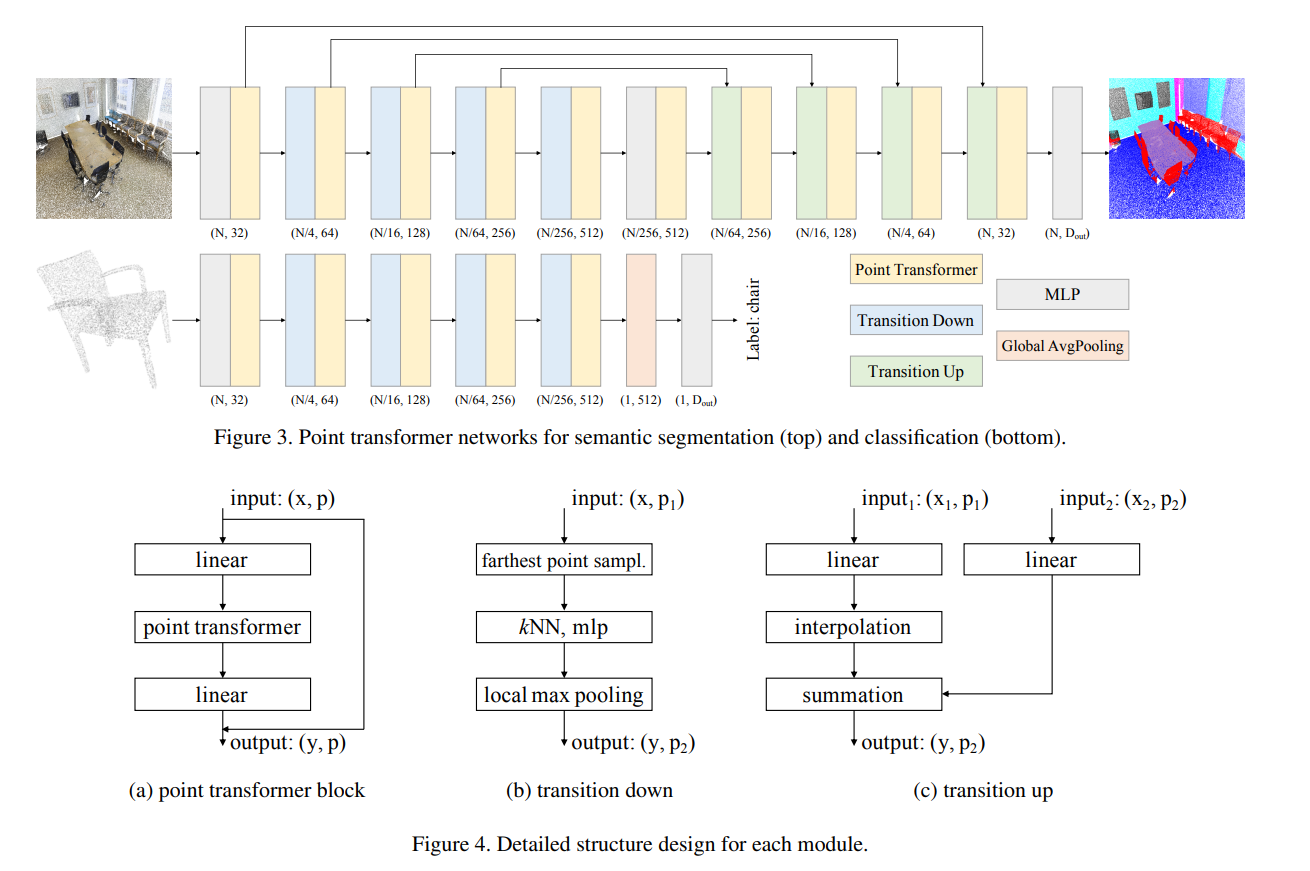 (N, 32) (N/4, 64) (N/16, 128) (N/64, 256) (N/256, 512) (N/256, 512) (N/64, 256) (N/16, 128) (N/4, 64) (N, 32) (N, Dout)
(N, 32) (N/4, 64) (N/16, 128) (N/64, 256) (N/256, 512) (1, 512) (1, Dout)
Label: chair
Point Transformer
Transition Down
Transition Up
MLP
Global AvgPooling
Figure 3. Point transformer networks for semantic segmentation (top) and classification (bottom).
input: (x, p)
linear
point transformer
linear
output: (y, p)
(a) point transformer block
input: (x, p₁)
farthest point sampl.
kNN, mlp
local max pooling
output: (y, p₂)
(b) transition down
input₁: (x₁, p₁)
input₂: (x₂, p₂)
linear
linear
interpolation
summation
output: (y, p₂)
(c) transition up
Figure 4. Detailed structure design for each module.